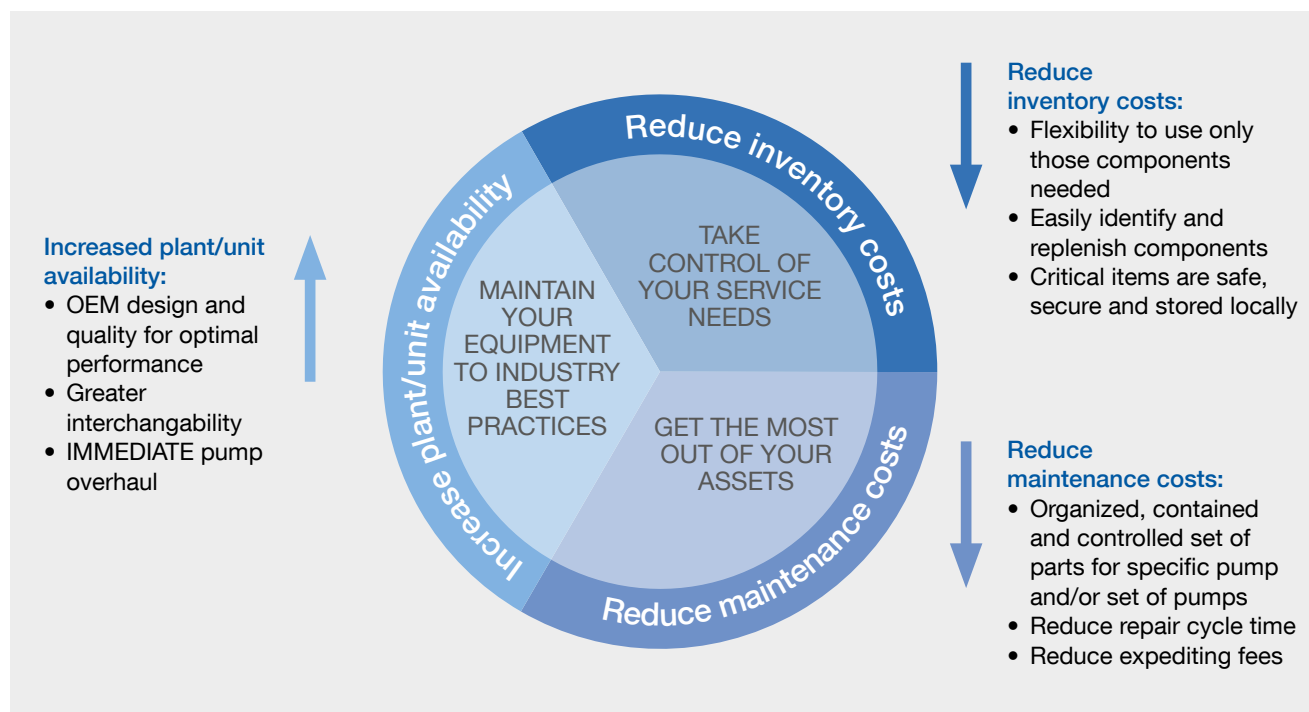 Increased plant/unit
availability:
• OEM design and
quality for optimal
performance
• Greater
interchangability
• IMMEDIATE pump
overhaul
Increase plant/unit availability
MAINTAIN
YOUR
EQUIPMENT
TO INDUSTRY
BEST
PRACTICES
Reduce inventory costs
TAKE
CONTROL OF
YOUR SERVICE
NEEDS
GET THE MOST
OUT OF YOUR
ASSETS
Reduce maintenance costs
Reduce
inventory costs:
• Flexibility to use only
those components
needed
• Easily identify and
replenish components
• Critical items are safe,
secure and stored locally
Reduce
maintenance costs:
• Organized, contained
and controlled set of
parts for specific pump
and/or set of pumps
• Reduce repair cycle time
• Reduce expediting fees